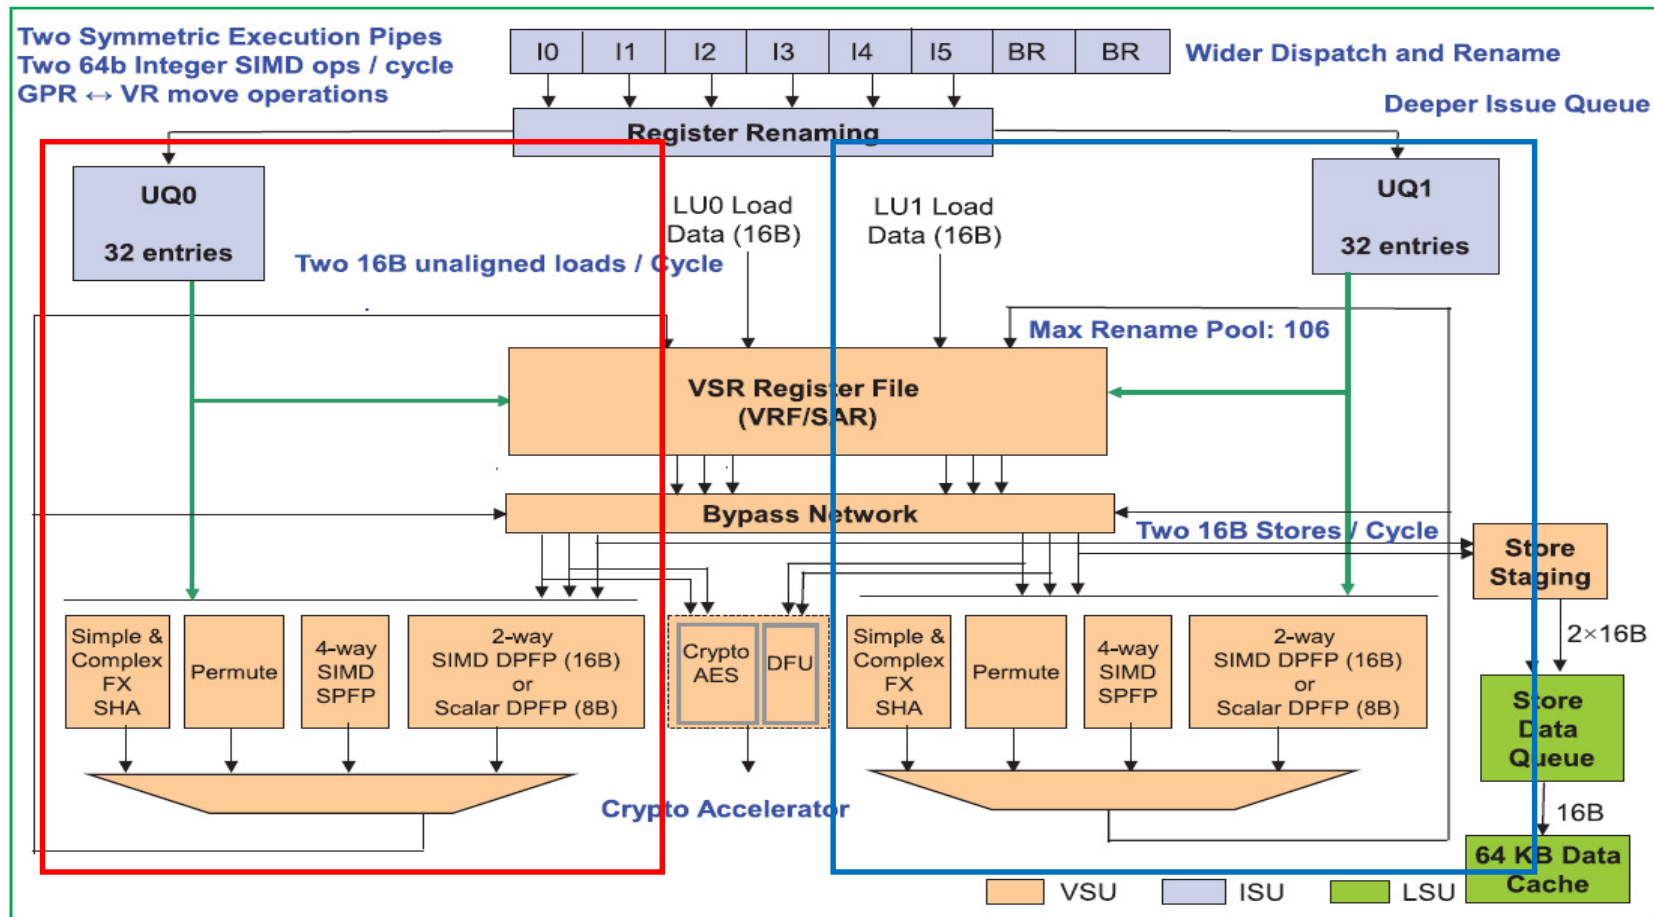 Two Symmetric Execution Pipes
Two 64b Integer SIMD ops / cycle
GPR ↔ VR move operations
I0 I1 I2 I3 I4 I5 BR BR
Wider Dispatch and Rename
Deeper Issue Queue
Register Renaming
UQ0
32 entries
UQ1
32 entries
LU0 Load
Data (16B)
LU1 Load
Data (16B)
Two 16B unaligned loads / Cycle
Max Rename Pool: 106
VSR Register File
(VRF/SAR)
Bypass Network
Two 16B Stores / Cycle
Store
Staging
2×16B
Simple &
Complex
FX
SHA
Permute
4-way
SIMD
SPFP
2-way
SIMD DPFP (16B)
or
Scalar DPFP (8B)
Crypto
AES
DFU
Simple &
Complex
FX
SHA
Permute
4-way
SIMD
SPFP
2-way
SIMD DPFP (16B)
or
Scalar DPFP (8B)
Store
Data
Queue
Crypto Accelerator
16B
64 KB Data
Cache
VSU
ISU
LSU